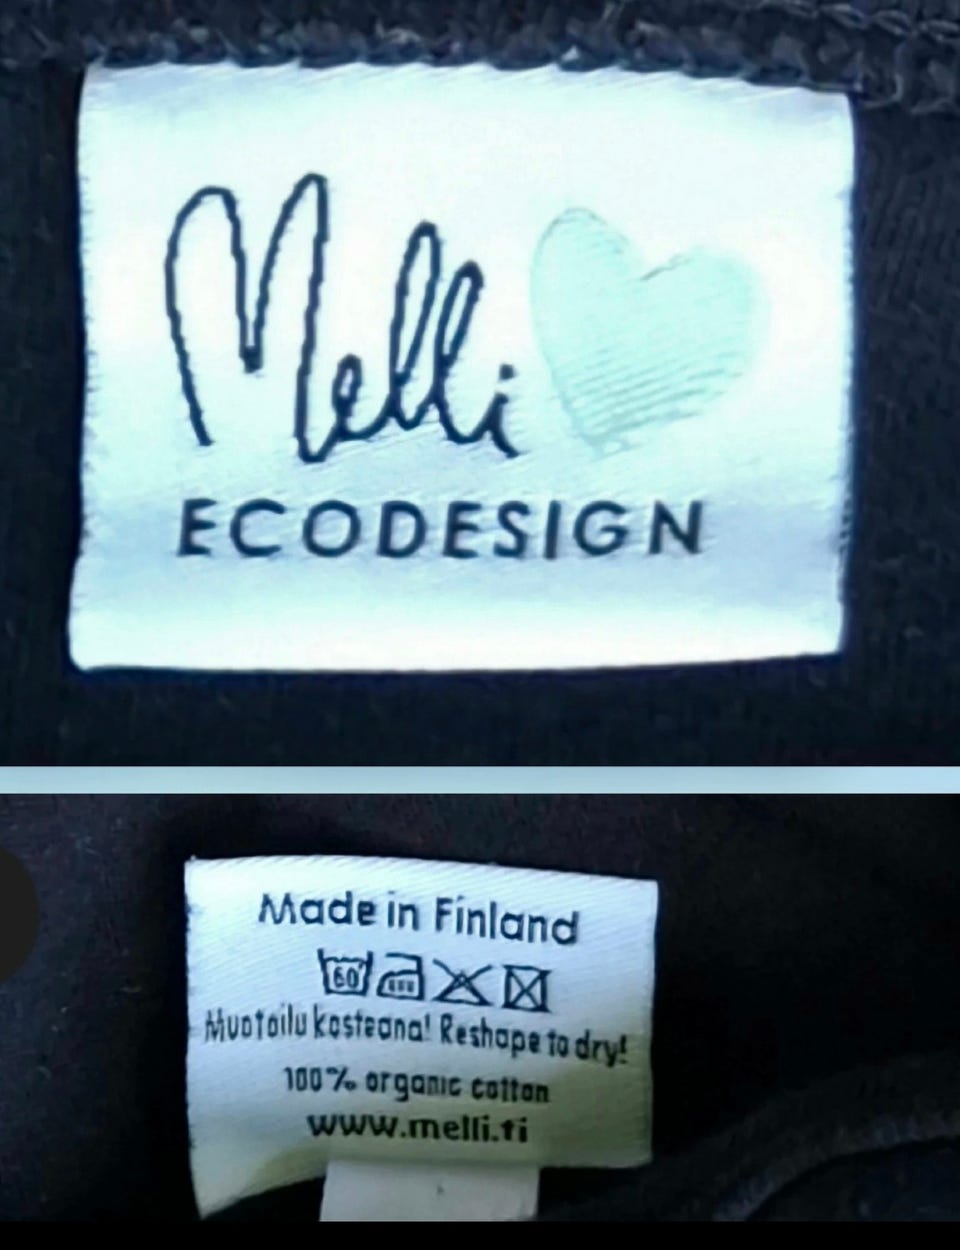 Melli
ECODESIGN
Made in Finland
60
Muotoilu kosteana! Reshape to dry!
100% organic cotton
www.melli.fi